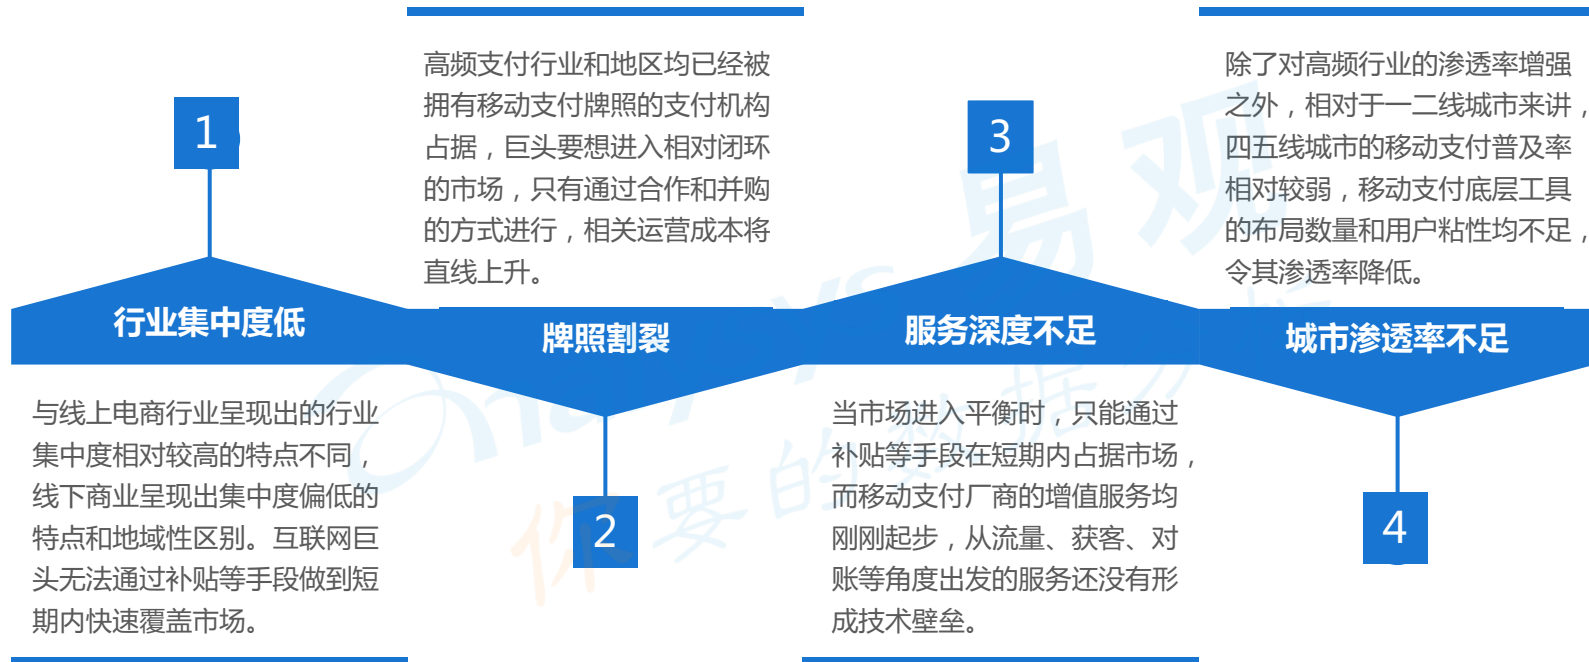 1
行业集中度低
与线上电商行业呈现出的行业
集中度相对较高的特点不同，
线下商业呈现出集中度偏低的
特点和地域性区别。互联网巨
头无法通过补贴等手段做到短
期内快速覆盖市场。
高频支付行业和地区均已经被
拥有移动支付牌照的支付机构
占据，巨头要想进入相对闭环
的市场，只有通过合作和并购
的方式进行，相关运营成本将
直线上升。
牌照割裂
2
3
服务深度不足
当市场进入平衡时，只能通过
补贴等手段在短期内占据市场，
而移动支付厂商的增值服务均
刚刚起步，从流量、获客、对
账等角度出发的服务还没有形
成技术壁垒。
除了对高频行业的渗透率增强
之外，相对于一二线城市来讲，
四五线城市的移动支付普及率
相对较弱，移动支付底层工具
的布局数量和用户粘性均不足，
令其渗透率降低。
城市渗透率不足
4
nalysys 易观
你要的数据分析